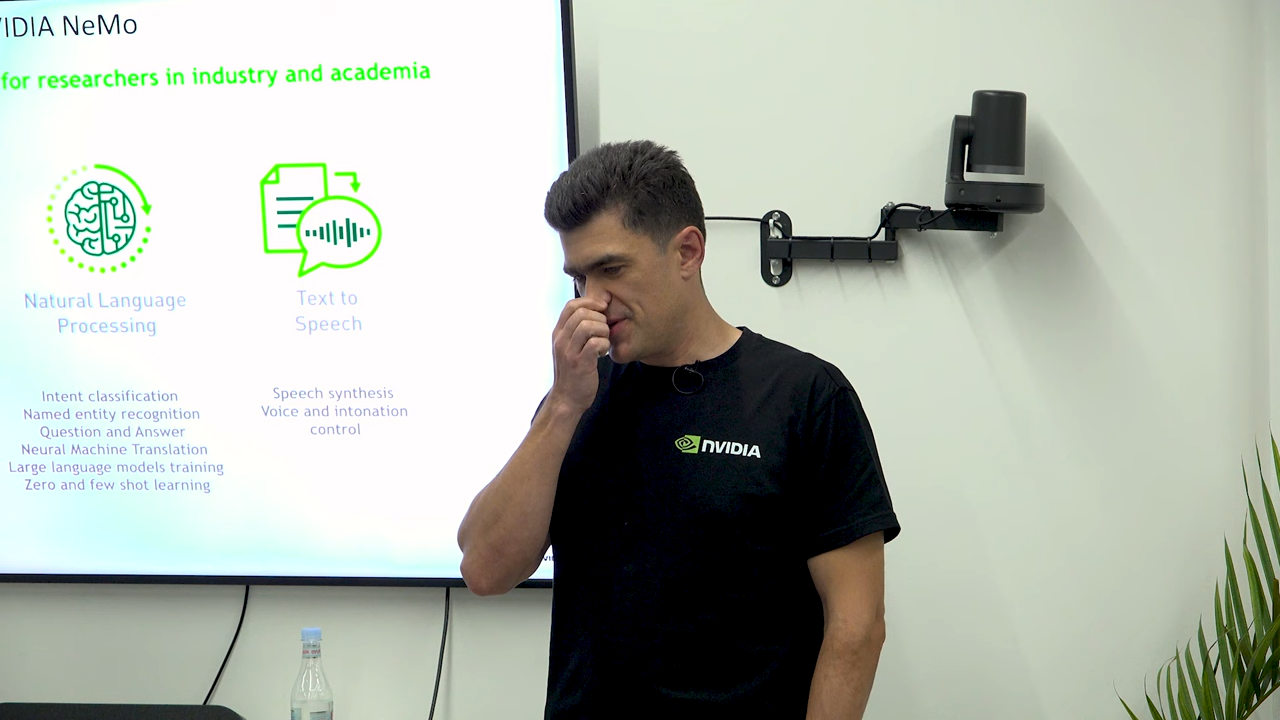 VIDIA NeMo
for researchers in industry and academia
Natural Language
Processing
Text to
Speech
Intent classification
Named entity recognition
Question and Answer
Neural Machine Translation
Large language models training
Zero and few shot learning
Speech synthesis
Voice and intonation
control
NVIDIA